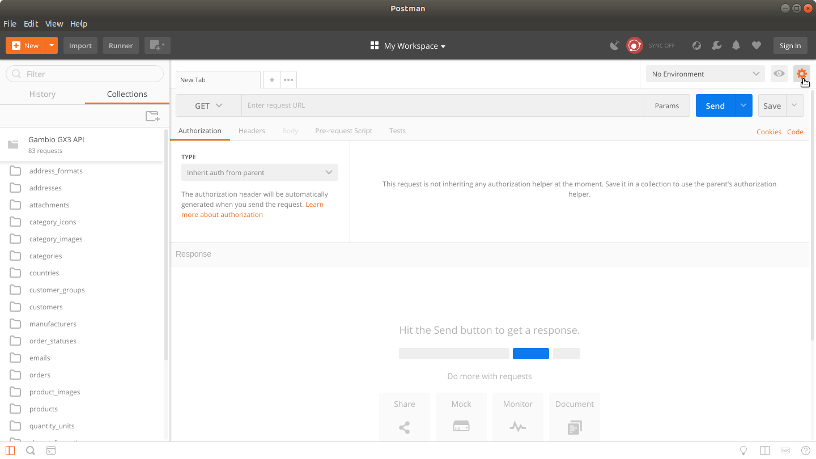 Postman
File Edit View Help
New Import Runner My Workspace SYNC OFF Sign In
Filter
History Collections
Gambio GX3 API
83 requests
address_formats
addresses
attachments
category_icons
category_images
categories
countries
customer_groups
customers
manufacturers
order_statuses
emails
orders
product_images
products
quantity_units
New Tab
No Environment
GET Enter request URL Params Send Save
Authorization Headers Body Pre-request Script Tests Cookies Code
TYPE
Inherit auth from parent
The authorization header will be automatically
generated when you send the request. Learn
more about authorization
This request is not inheriting any authorization helper at the moment. Save it in a collection to use the parent's authorization
helper.
Response
Hit the Send button to get a response.
Do more with requests
Share Mock Monitor Document